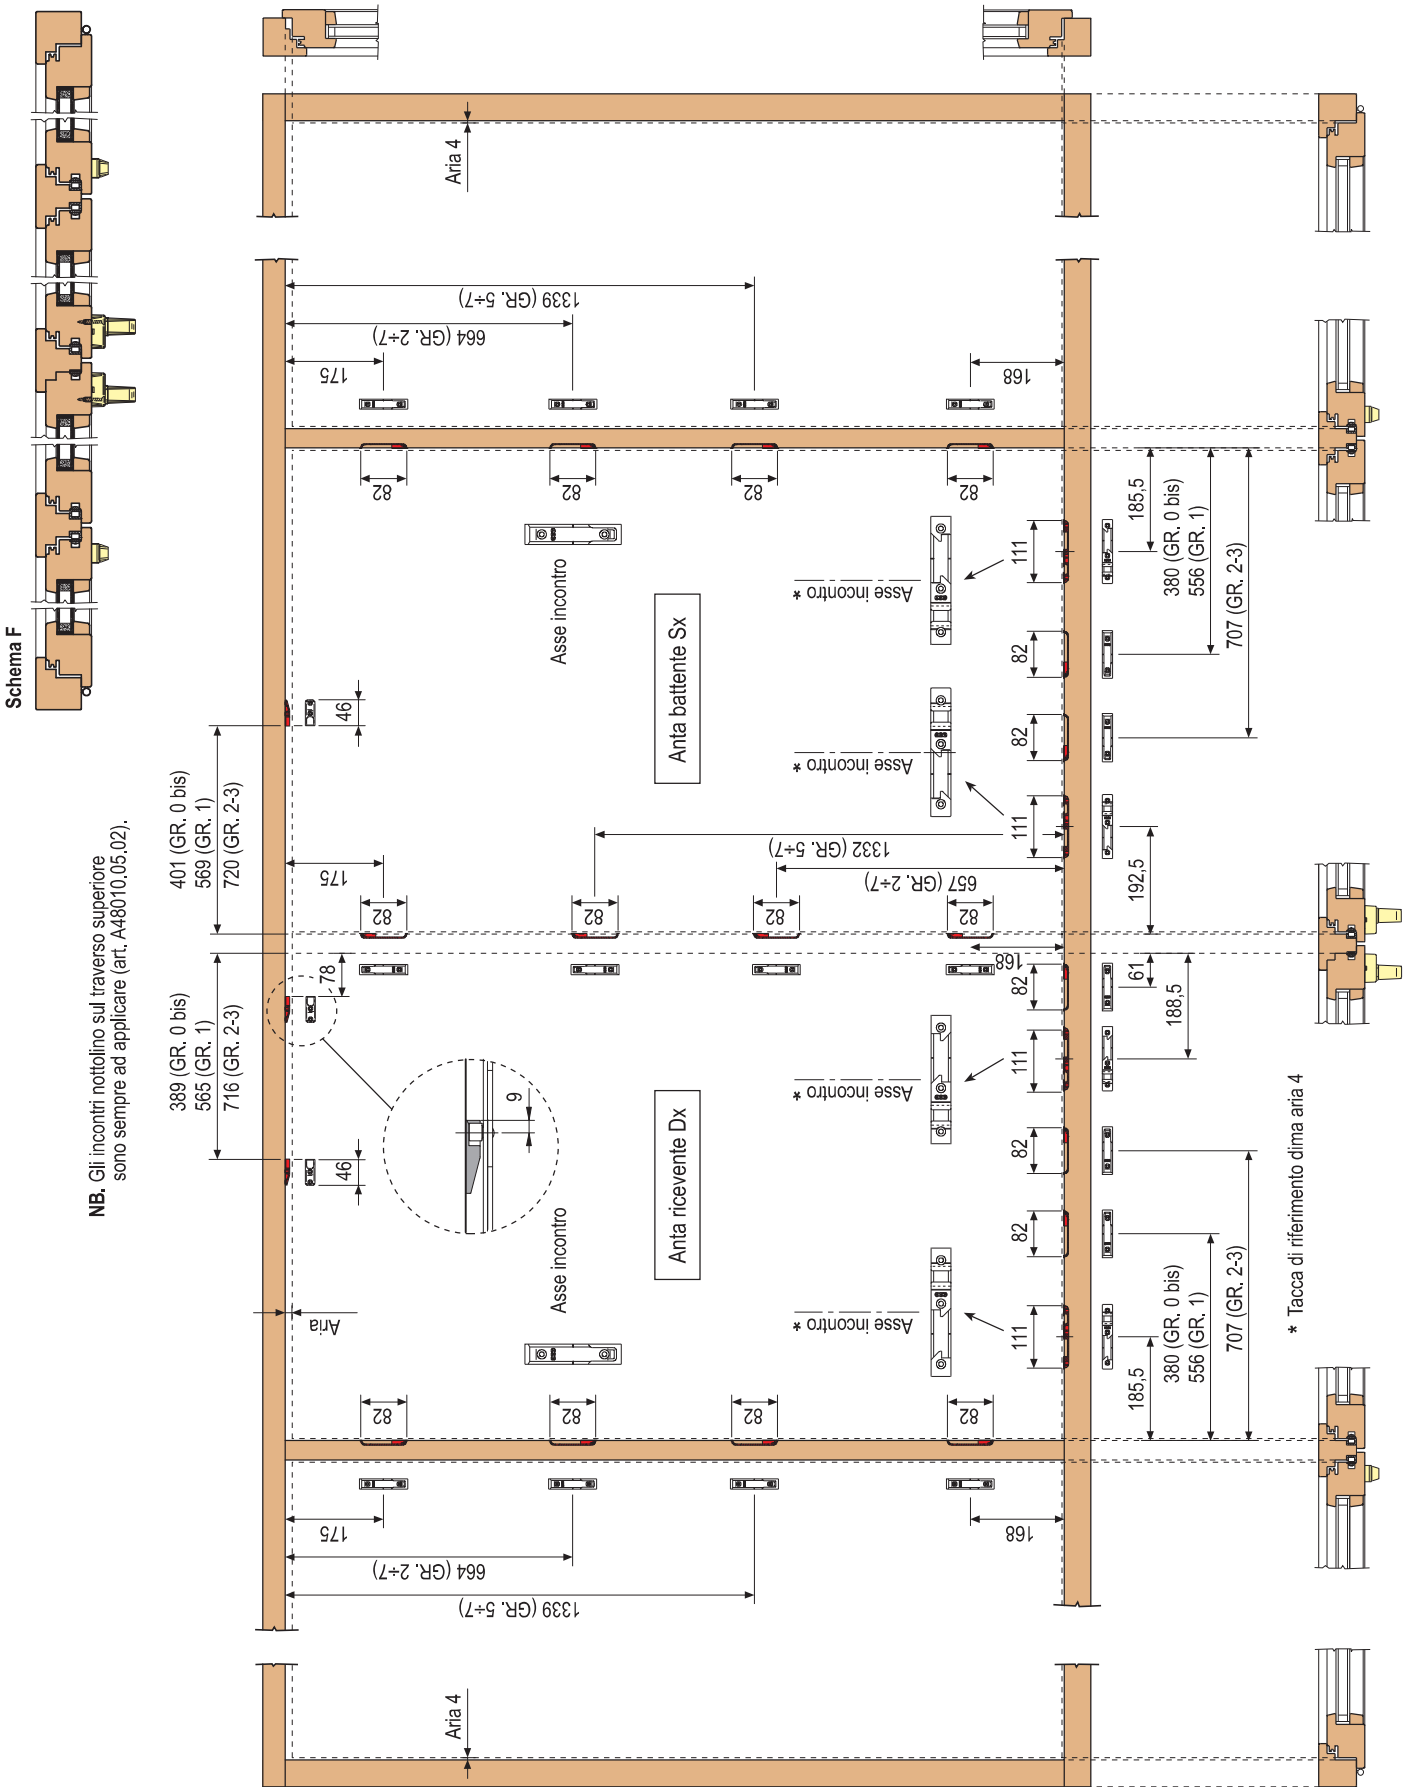 Schema F
NB. Gli incontri nottolino sul traverso superiore
sono sempre ad applicare (art. A48010.05.02).
Aria 4
1339 (GR. 5÷7)
664 (GR. 2÷7)
175
168
82
82
82
82
185,5
380 (GR. 0 bis)
556 (GR. 1)
707 (GR. 2-3)
Asse incontro
Anta battente Sx
Asse incontro *
111
82
82
Asse incontro *
111
46
401 (GR. 0 bis)
569 (GR. 1)
720 (GR. 2-3)
175
1332 (GR. 5÷7)
657 (GR. 2÷7)
192,5
82
82
82
82
168
389 (GR. 0 bis)
565 (GR. 1)
716 (GR. 2-3)
78
9
46
82
61
188,5
Asse incontro *
111
82
82
Anta ricevente Dx
Asse incontro
Asse incontro *
111
Aria
185,5
380 (GR. 0 bis)
556 (GR. 1)
707 (GR. 2-3)
* Tacca di riferimento dima aria 4
82
82
82
82
175
168
664 (GR. 2÷7)
1339 (GR. 5÷7)
Aria 4